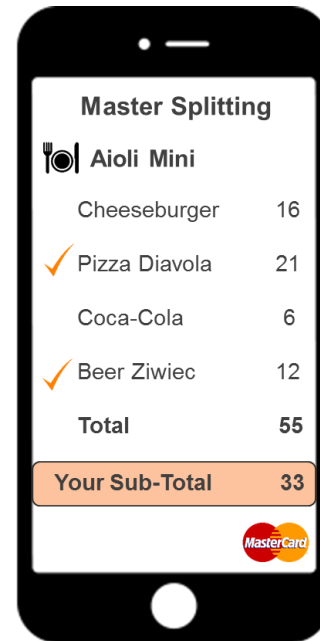 Master Splitting
Aioli Mini
Cheeseburger 16
Pizza Diavola 21
Coca-Cola 6
Beer Ziwiec 12
Total 55
Your Sub-Total 33
MasterCard